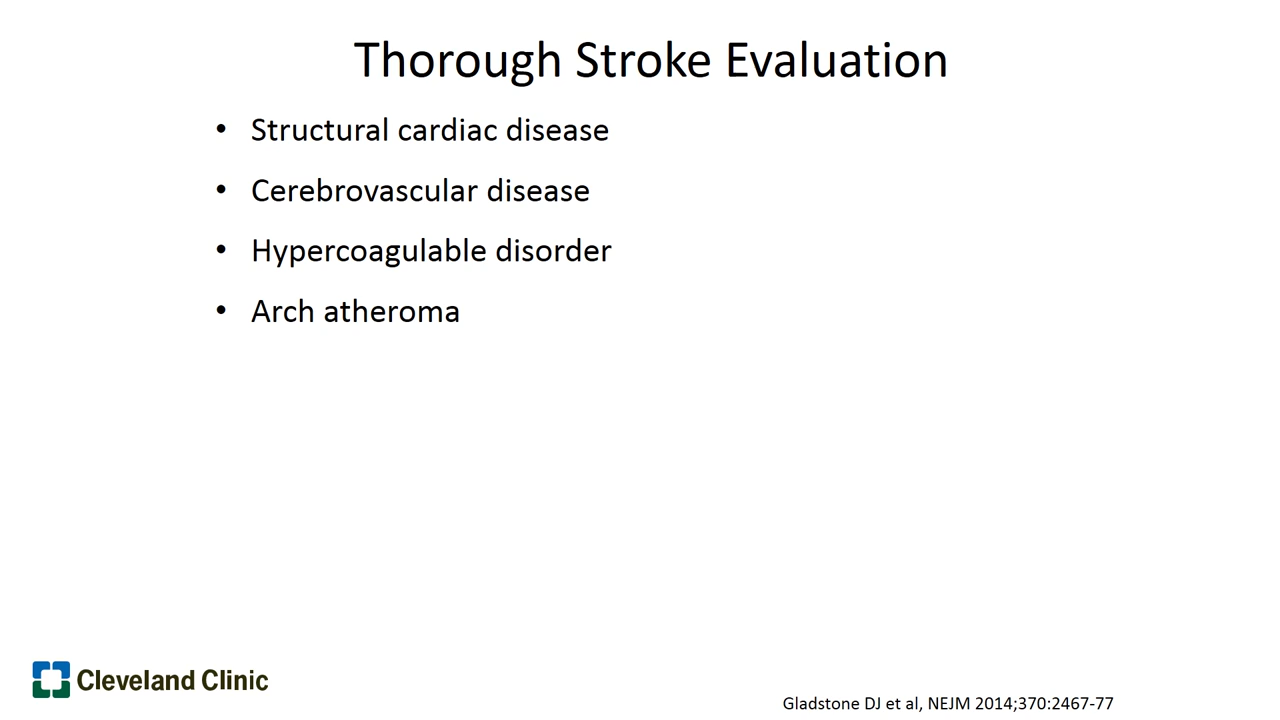 Thorough Stroke Evaluation
• Structural cardiac disease
• Cerebrovascular disease
• Hypercoagulable disorder
• Arch atheroma
Cleveland Clinic
Gladstone DJ et al, NEJM 2014;370:2467-77